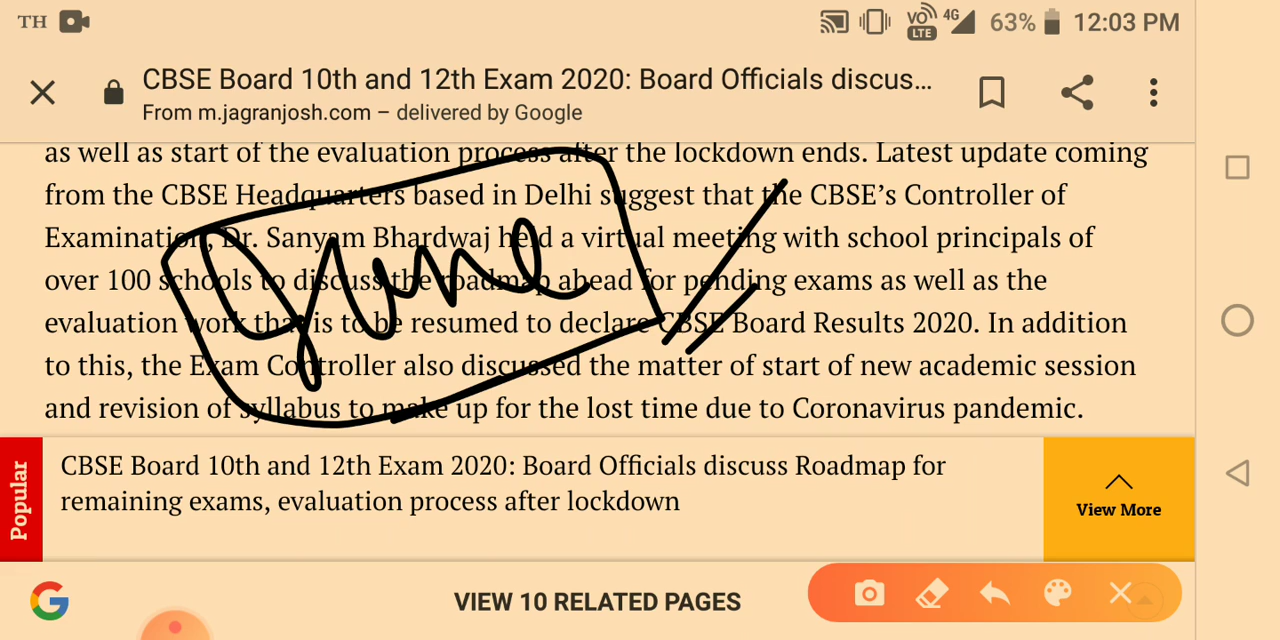 TH VO LTE 4G 63% 12:03 PM
CBSE Board 10th and 12th Exam 2020: Board Officials discus...
From m.jagranjosh.com – delivered by Google
as well as start of the evaluation process after the lockdown ends. Latest update coming
from the CBSE Headquarters based in Delhi suggest that the CBSE’s Controller of
Examination, Dr. Sanyam Bhardwaj held a virtual meeting with school principals of
over 100 schools to discuss the roadmap ahead for pending exams as well as the
evaluation work that is to be resumed to declare CBSE Board Results 2020. In addition
to this, the Exam Controller also discussed the matter of start of new academic session
and revision of syllabus to make up for the lost time due to Coronavirus pandemic.
June
Popular
CBSE Board 10th and 12th Exam 2020: Board Officials discuss Roadmap for
remaining exams, evaluation process after lockdown
View More
VIEW 10 RELATED PAGES